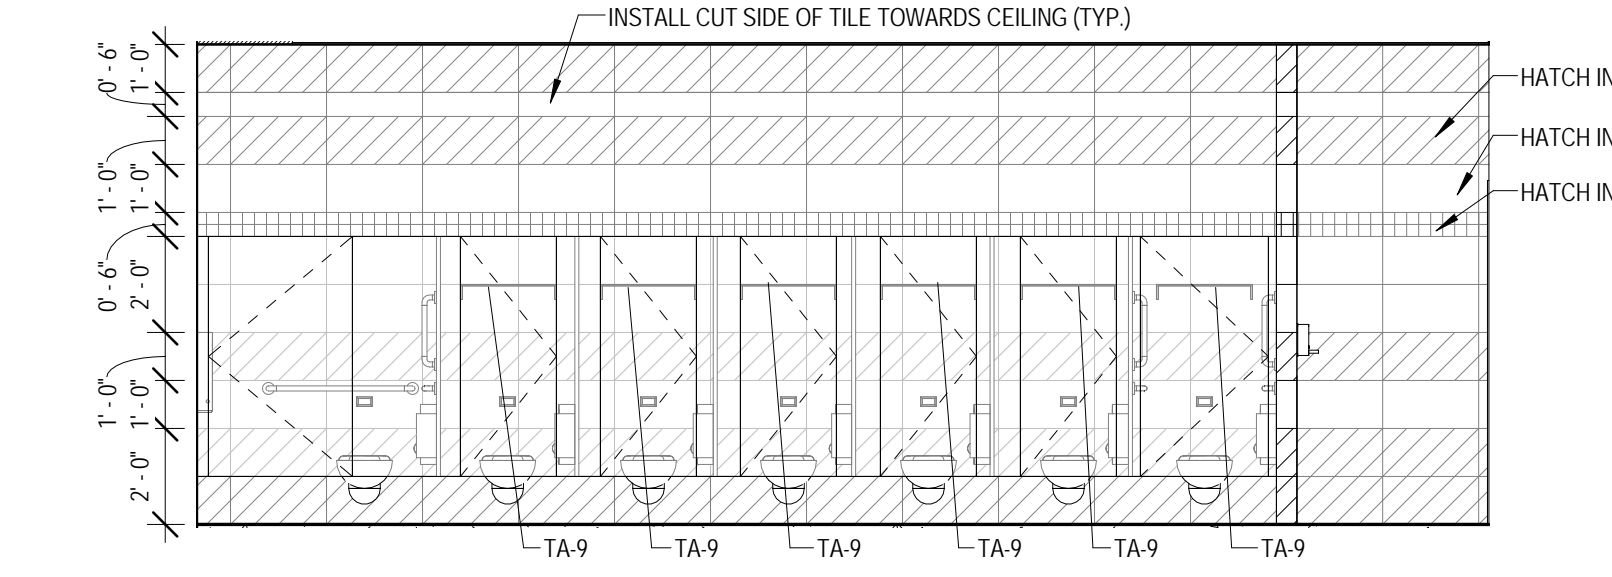 INSTALL CUT SIDE OF TILE TOWARDS CEILING (TYP.)
0' - 6"
1' - 0"
HATCH IN
HATCH IN
HATCH IN
1' - 0"
1' - 0"
0' - 6"
2' - 0"
1' - 0"
1' - 0"
2' - 0"
TA-9
TA-9
TA-9
TA-9
TA-9
TA-9